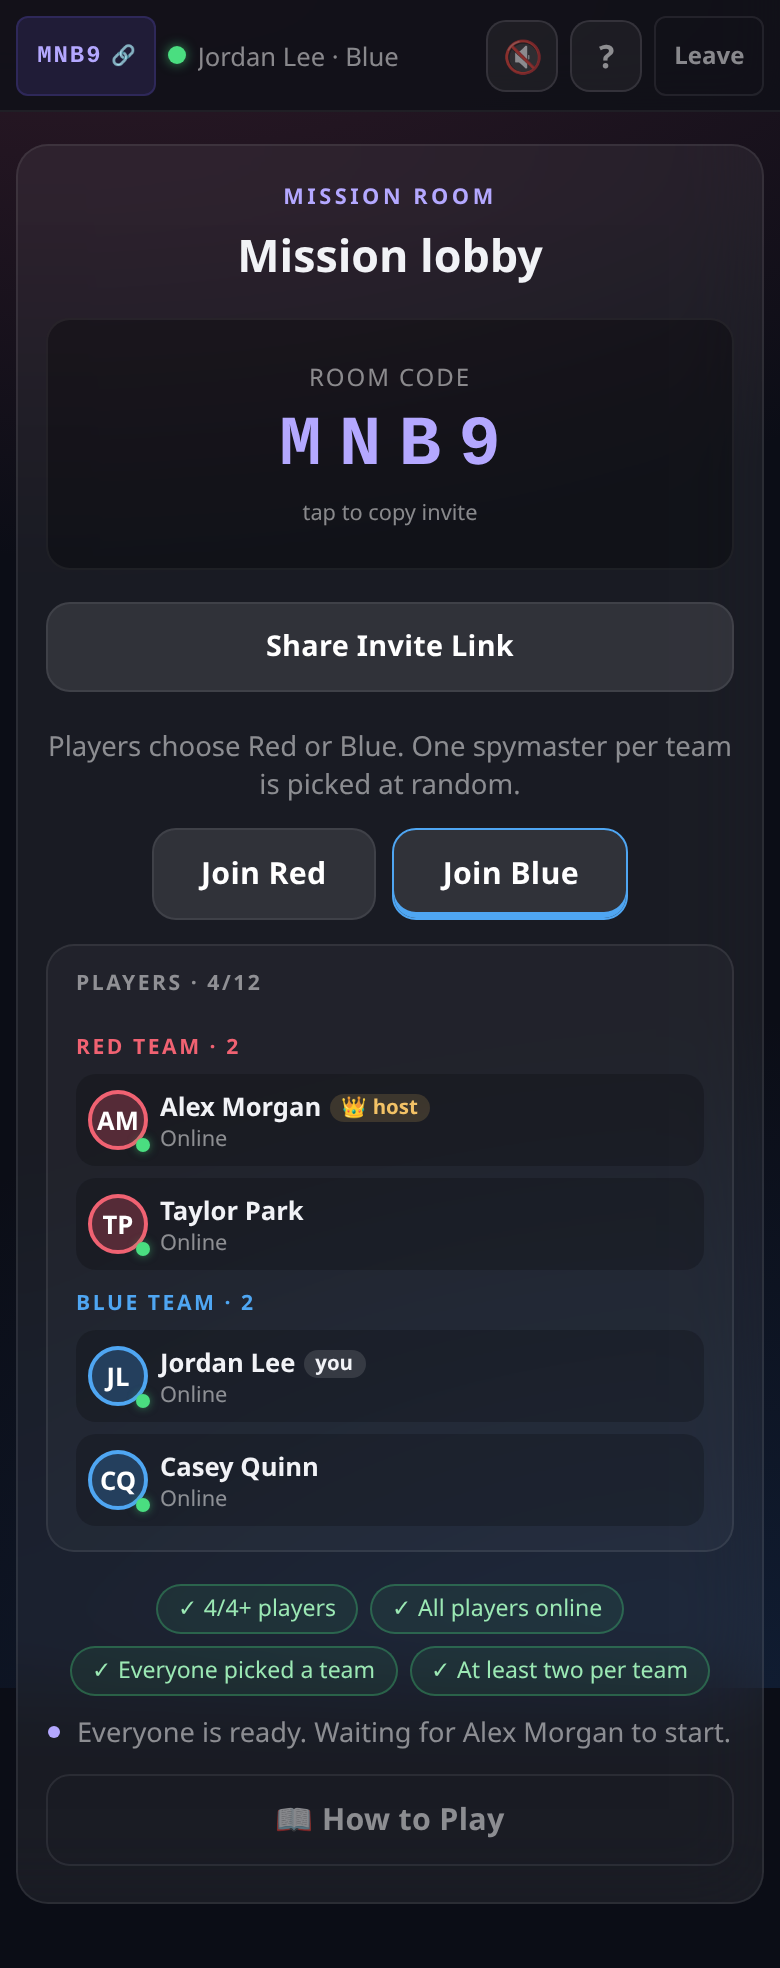 MNB9 🔗
Jordan Lee · Blue
?
Leave
MISSION ROOM
Mission lobby
ROOM CODE
MNB9
tap to copy invite
Share Invite Link
Players choose Red or Blue. One spymaster per team
is picked at random.
Join Red
Join Blue
PLAYERS · 4/12
RED TEAM · 2
AM
Alex Morgan 👑 host
Online
TP
Taylor Park
Online
BLUE TEAM · 2
JL
Jordan Lee you
Online
CQ
Casey Quinn
Online
✓ 4/4+ players
✓ All players online
✓ Everyone picked a team
✓ At least two per team
Everyone is ready. Waiting for Alex Morgan to start.
📖 How to Play